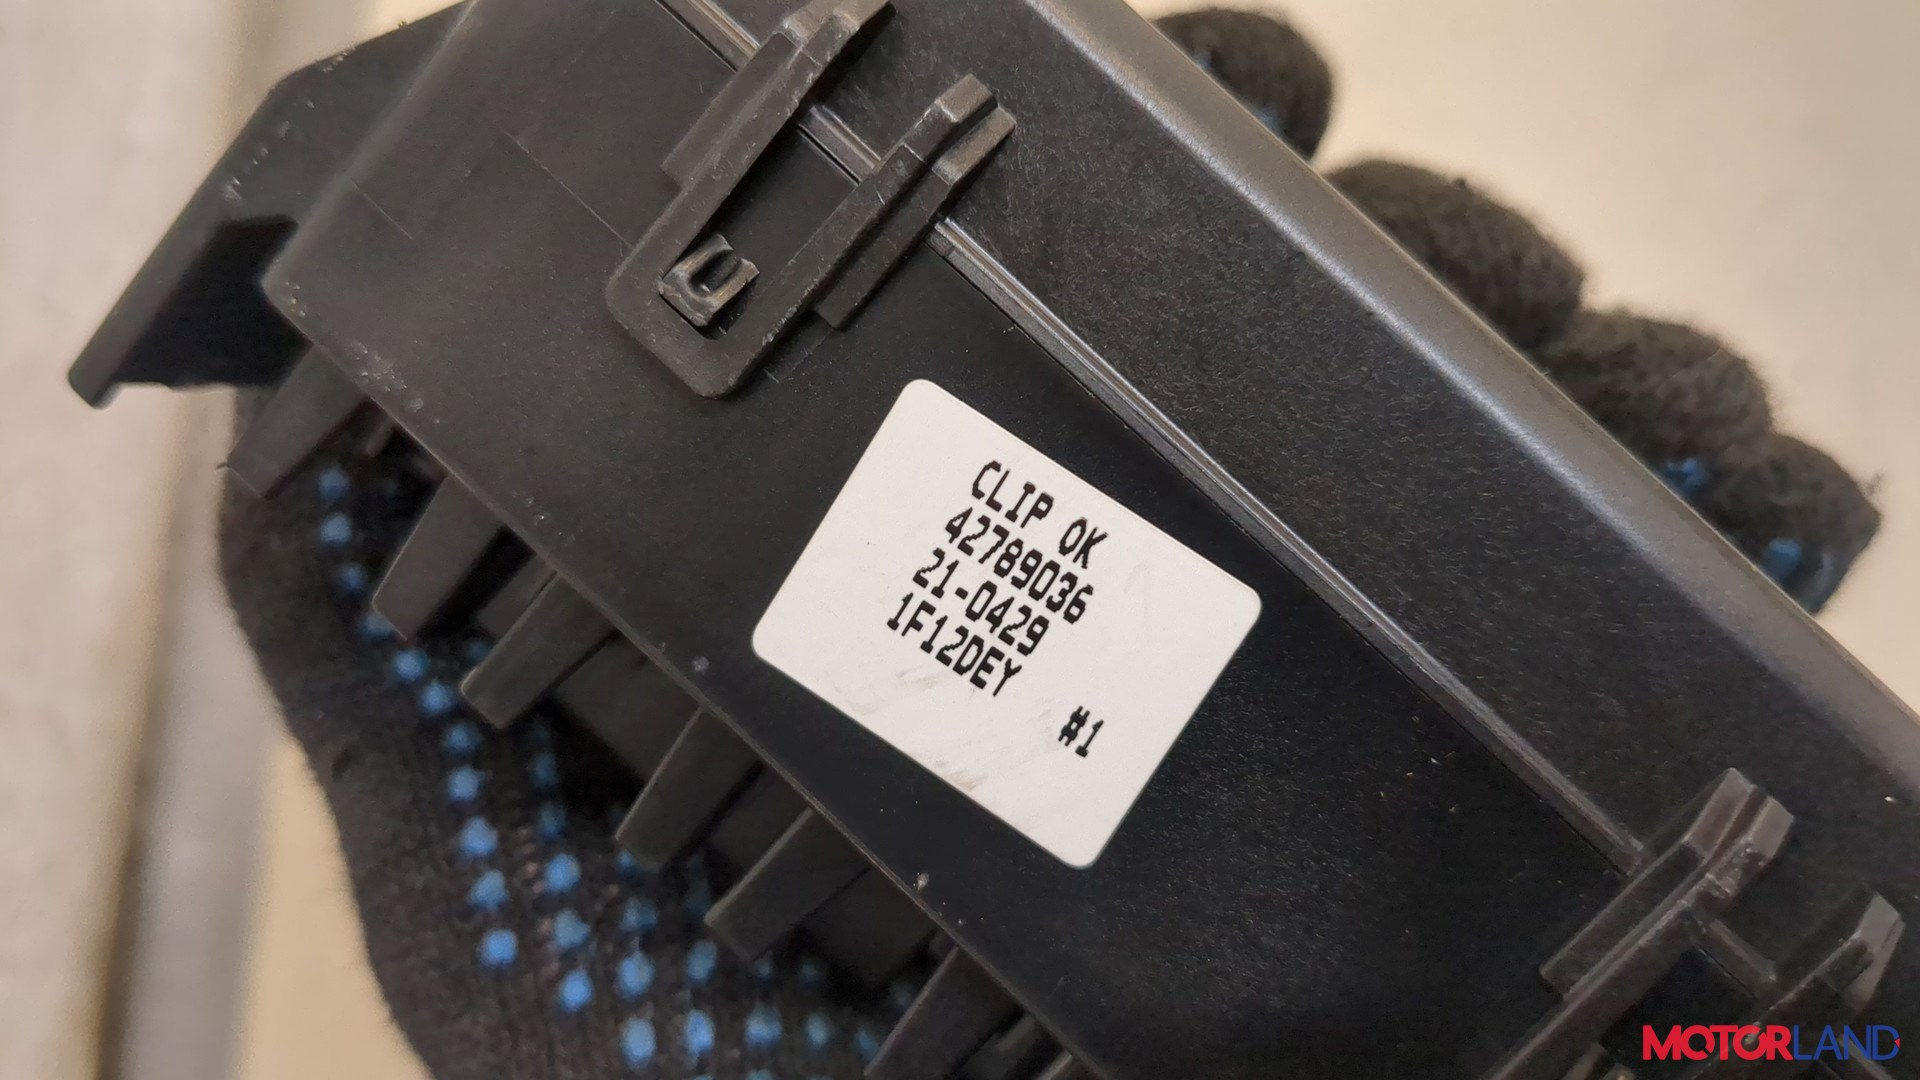 CLIP OK
42789036
21-0429
1F12DEY
#1
MOTORLAND